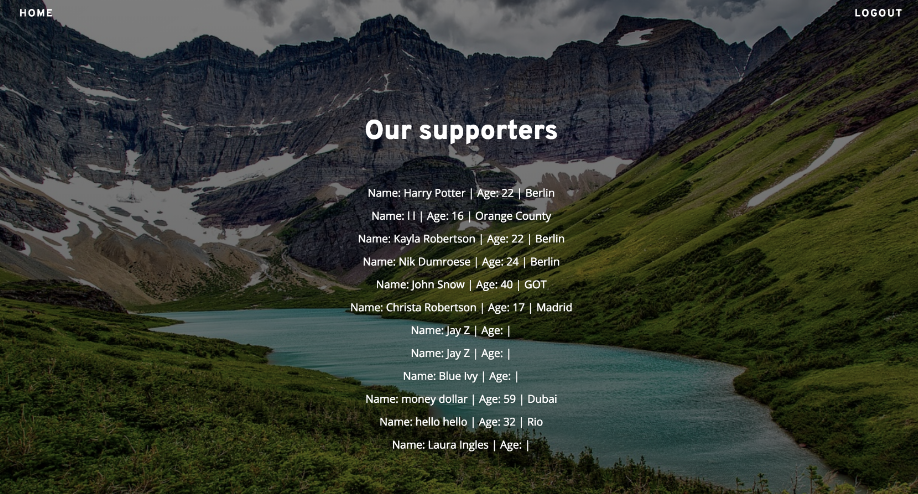 HOME
LOGOUT
Our supporters
Name: Harry Potter | Age: 22 | Berlin
Name: l l | Age: 16 | Orange County
Name: Kayla Robertson | Age: 22 | Berlin
Name: Nik Dumroese | Age: 24 | Berlin
Name: John Snow | Age: 40 | GOT
Name: Christa Robertson | Age: 17 | Madrid
Name: Jay Z | Age: |
Name: Jay Z | Age: |
Name: Blue Ivy | Age: |
Name: money dollar | Age: 59 | Dubai
Name: hello hello | Age: 32 | Rio
Name: Laura Ingles | Age: |